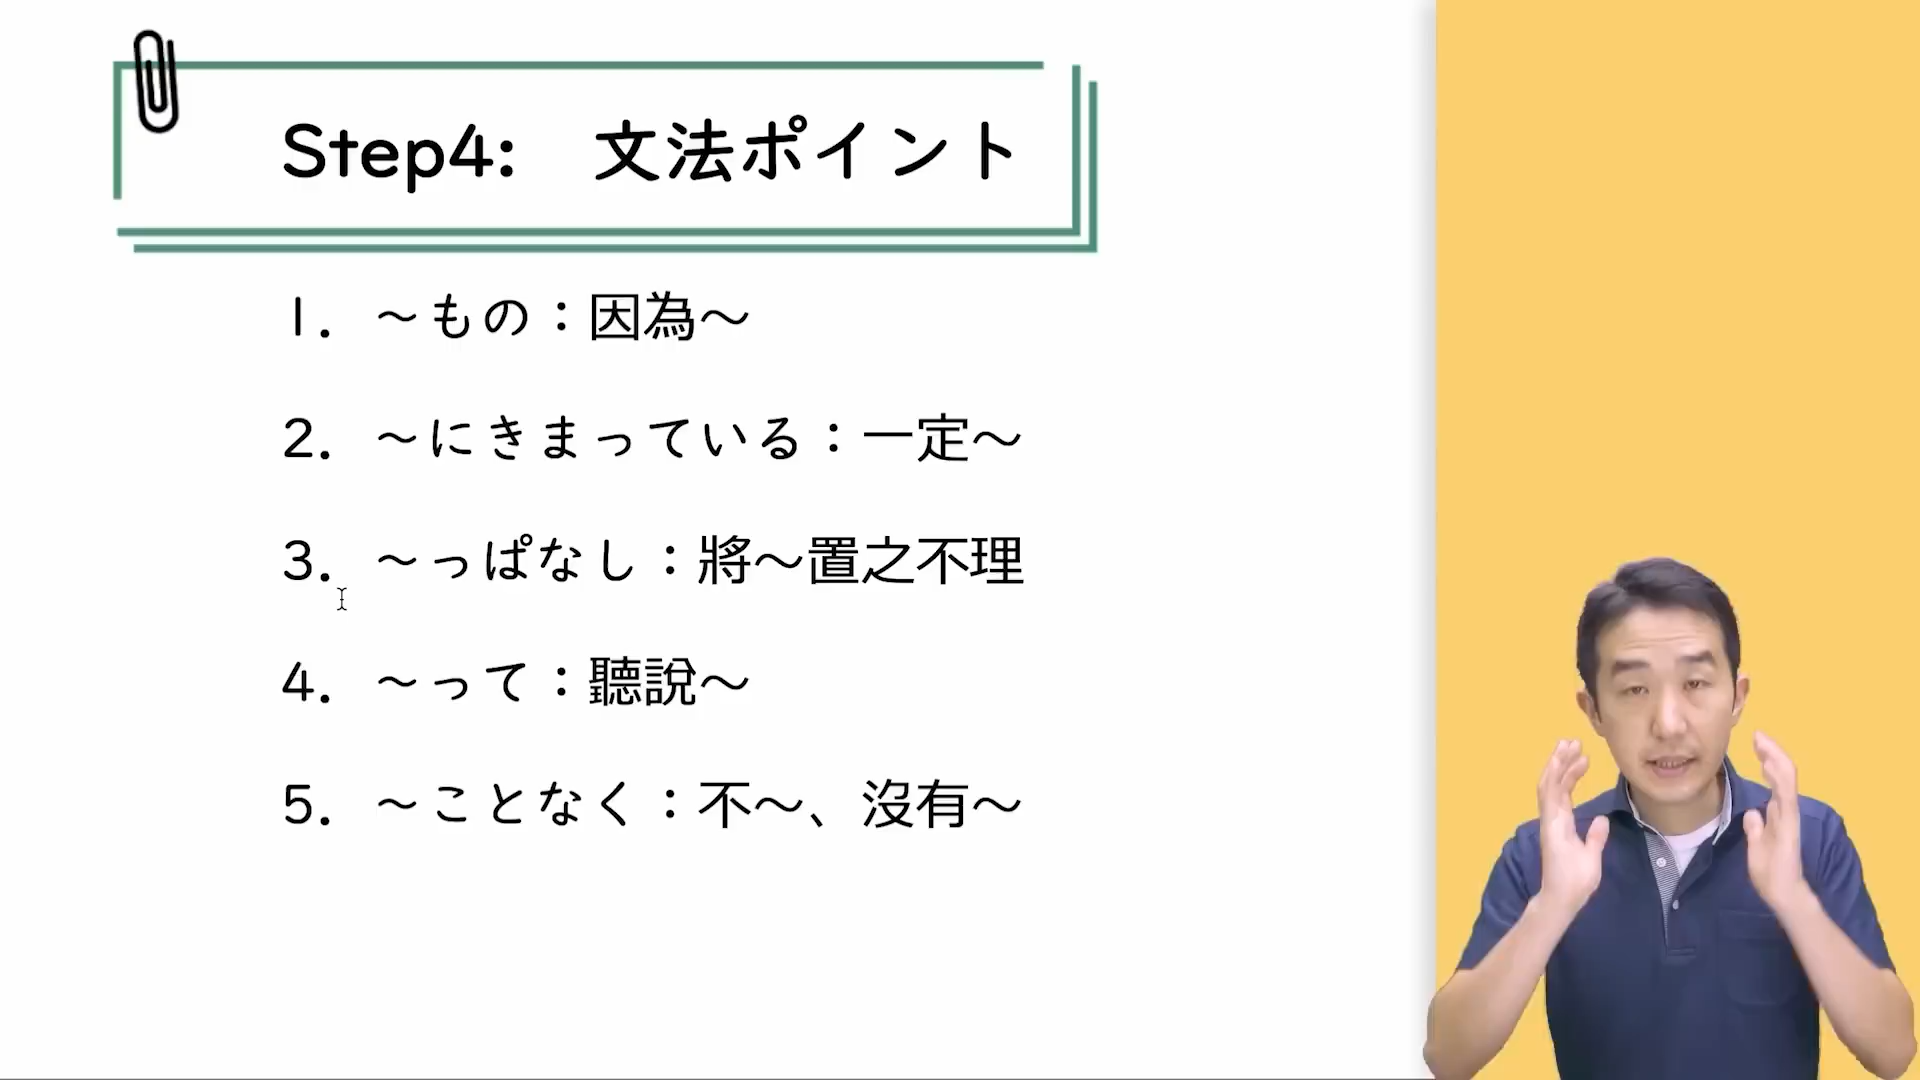 Step4:　文法ポイント
1. ～もの：因為～
2. ～にきまっている：一定～
3. ～っぱなし：將～置之不理
4. ～って：聽說～
5. ～ことなく：不～、沒有～